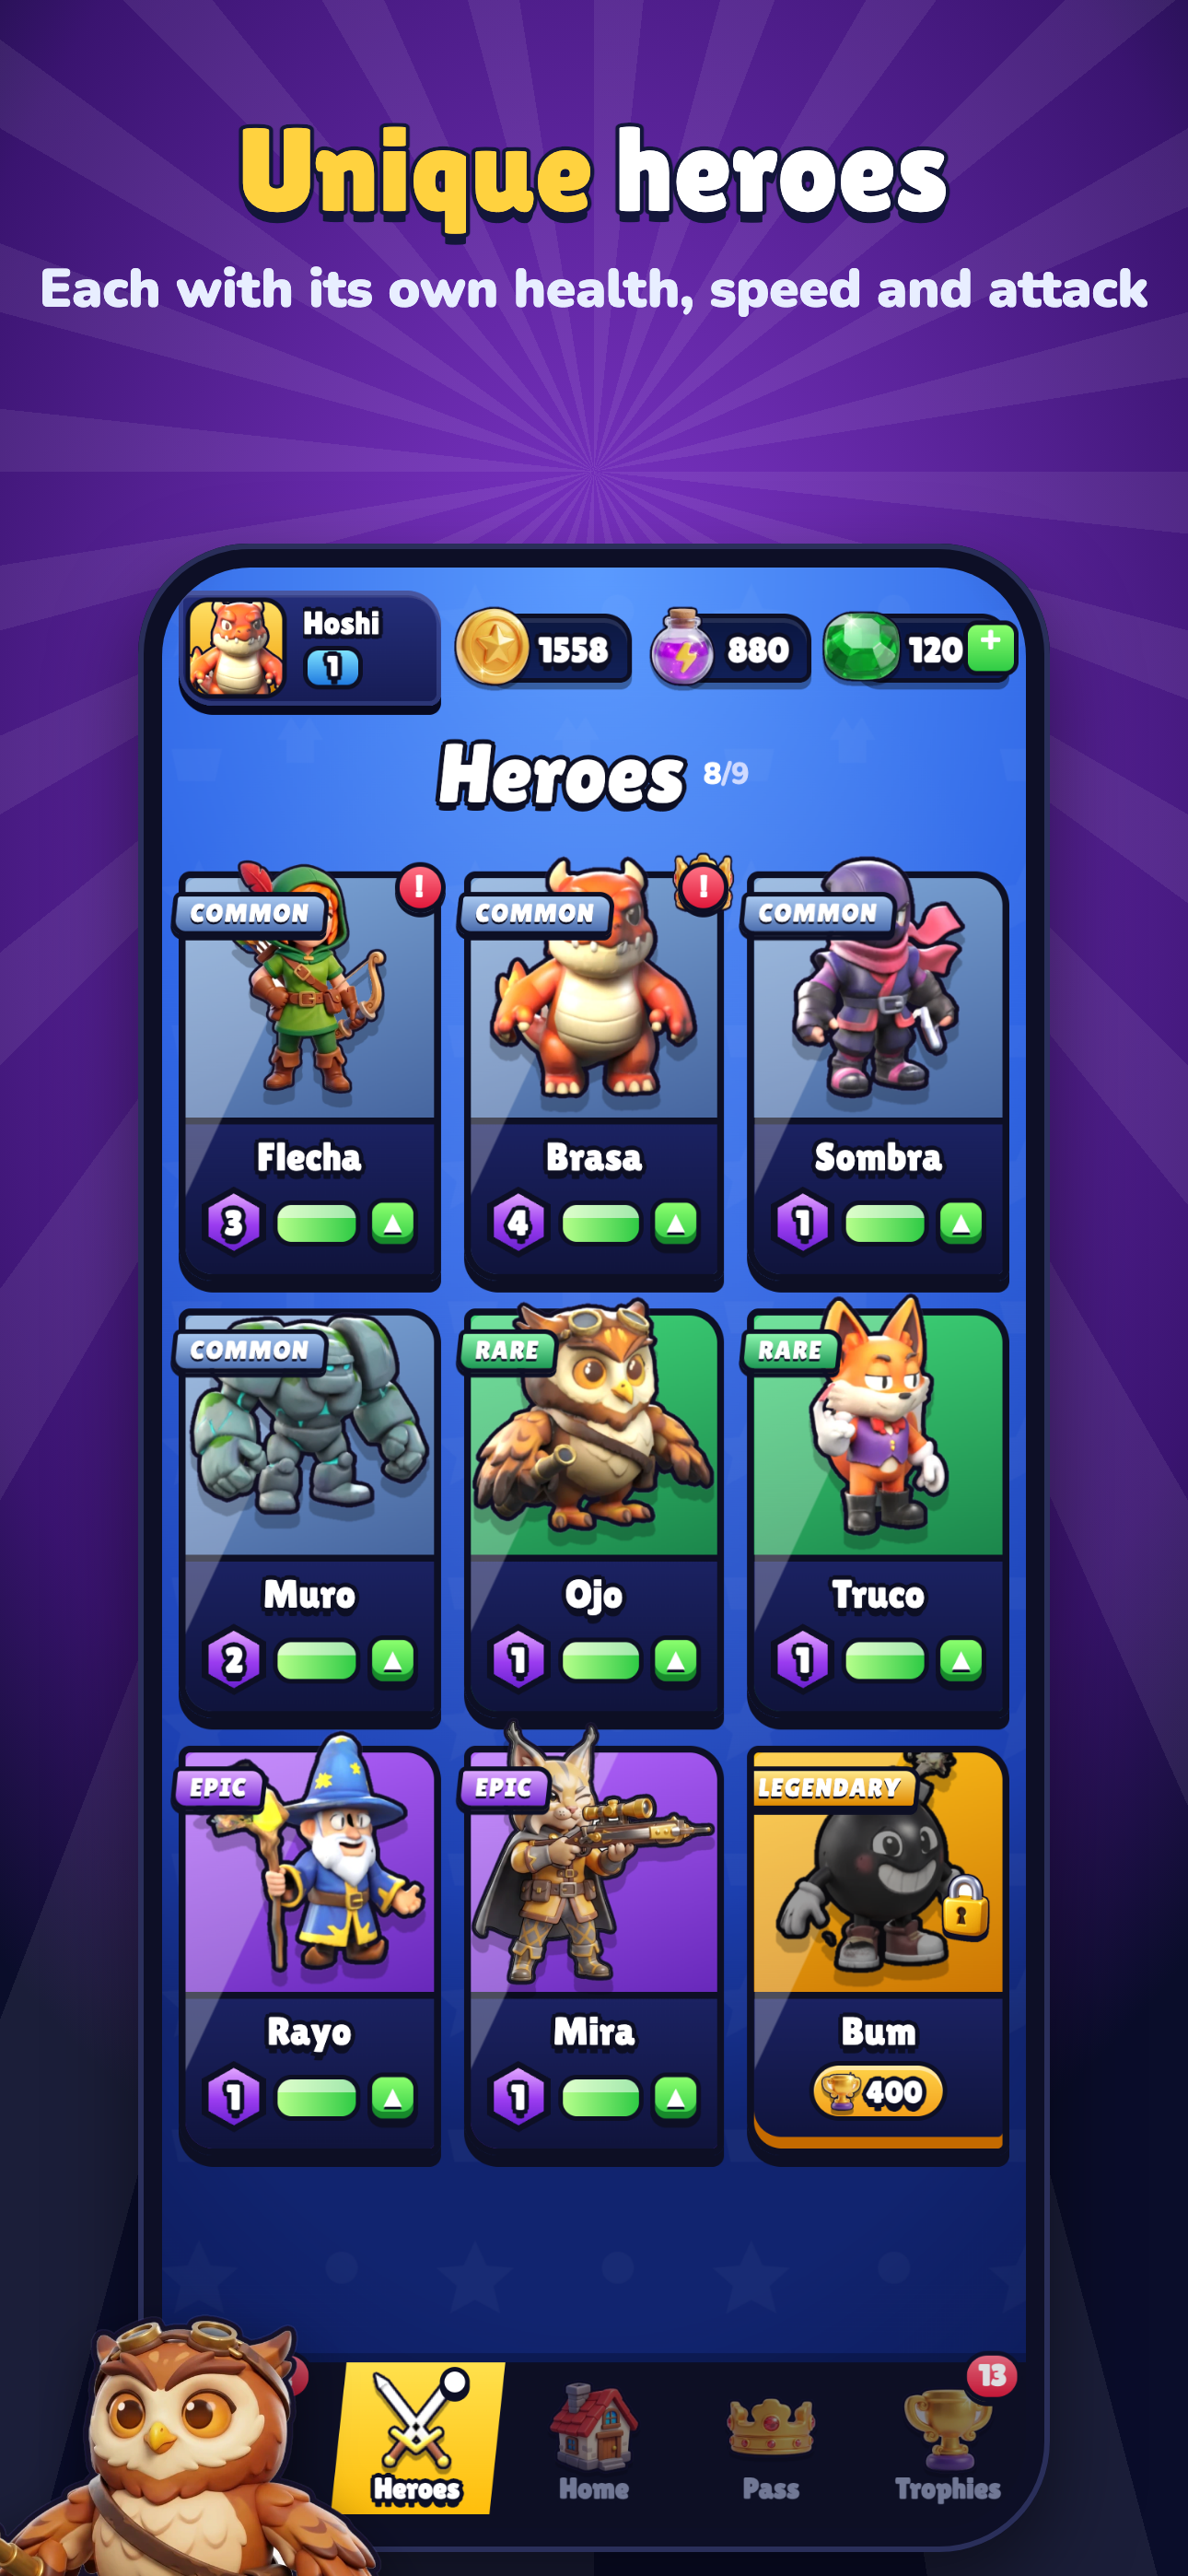 Unique heroes
Each with its own health, speed and attack
Hoshi
1
1558
880
120
+
Heroes 8/9
COMMON
!
COMMON
!
COMMON
Flecha
Brasa
Sombra
3
4
1
COMMON
RARE
RARE
Muro
Ojo
Truco
2
1
1
EPIC
EPIC
LEGENDARY
Rayo
Mira
Bum
1
1
400
13
Heroes
Home
Pass
Trophies